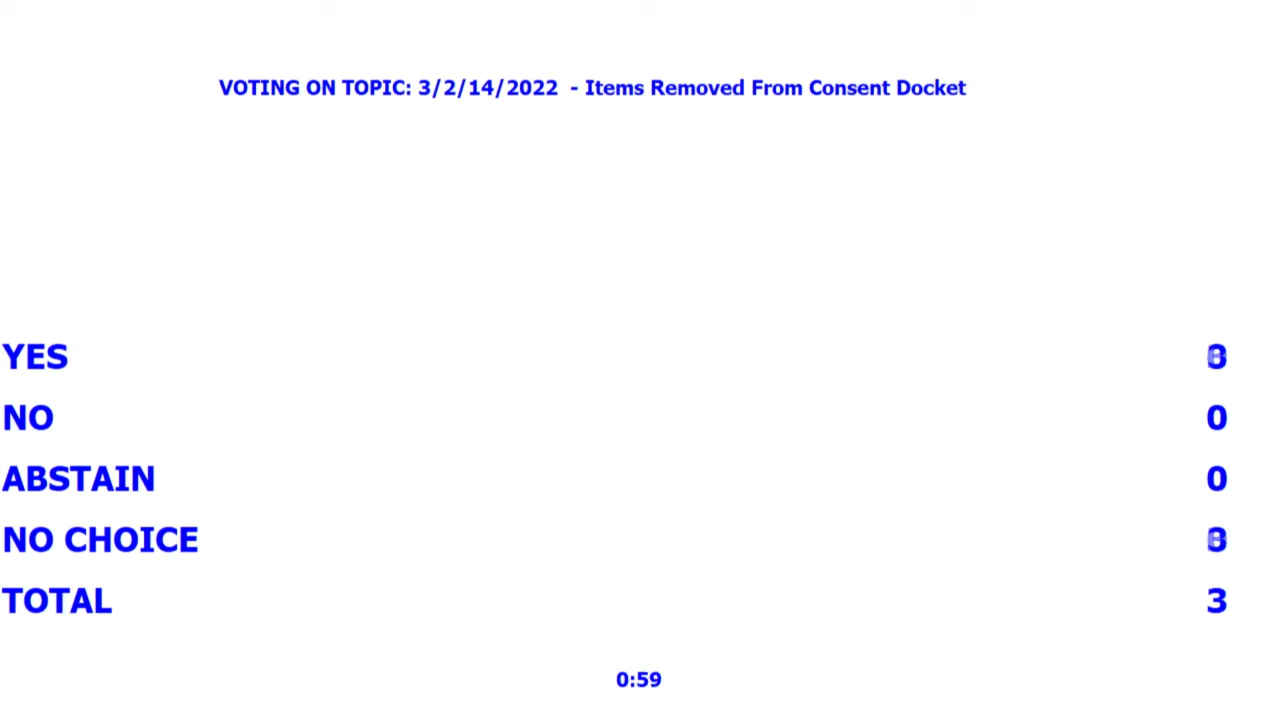 VOTING ON TOPIC: 3/2/14/2022 - Items Removed From Consent Docket
YES
NO 0
ABSTAIN 0
NO CHOICE
TOTAL 3
0:59